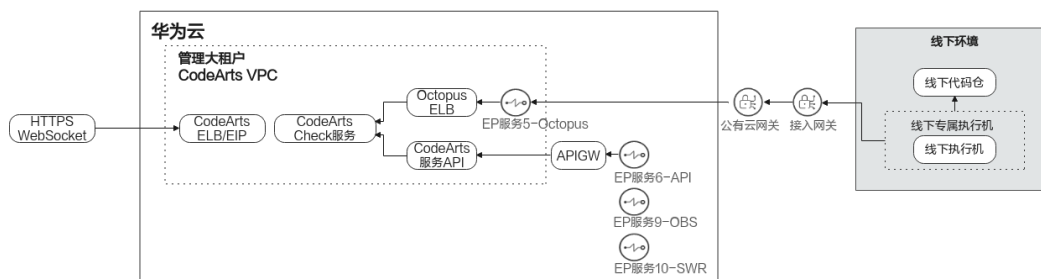 华为云
管理大租户
CodeArts VPC
HTTPS
WebSocket
CodeArts
ELB/EIP
CodeArts
Check服务
Octopus
ELB
EP服务5-Octopus
CodeArts
服务API
APIGW
EP服务6-API
EP服务9-OBS
EP服务10-SWR
公有云网关
接入网关
线下环境
线下代码仓
线下专属执行机
线下执行机